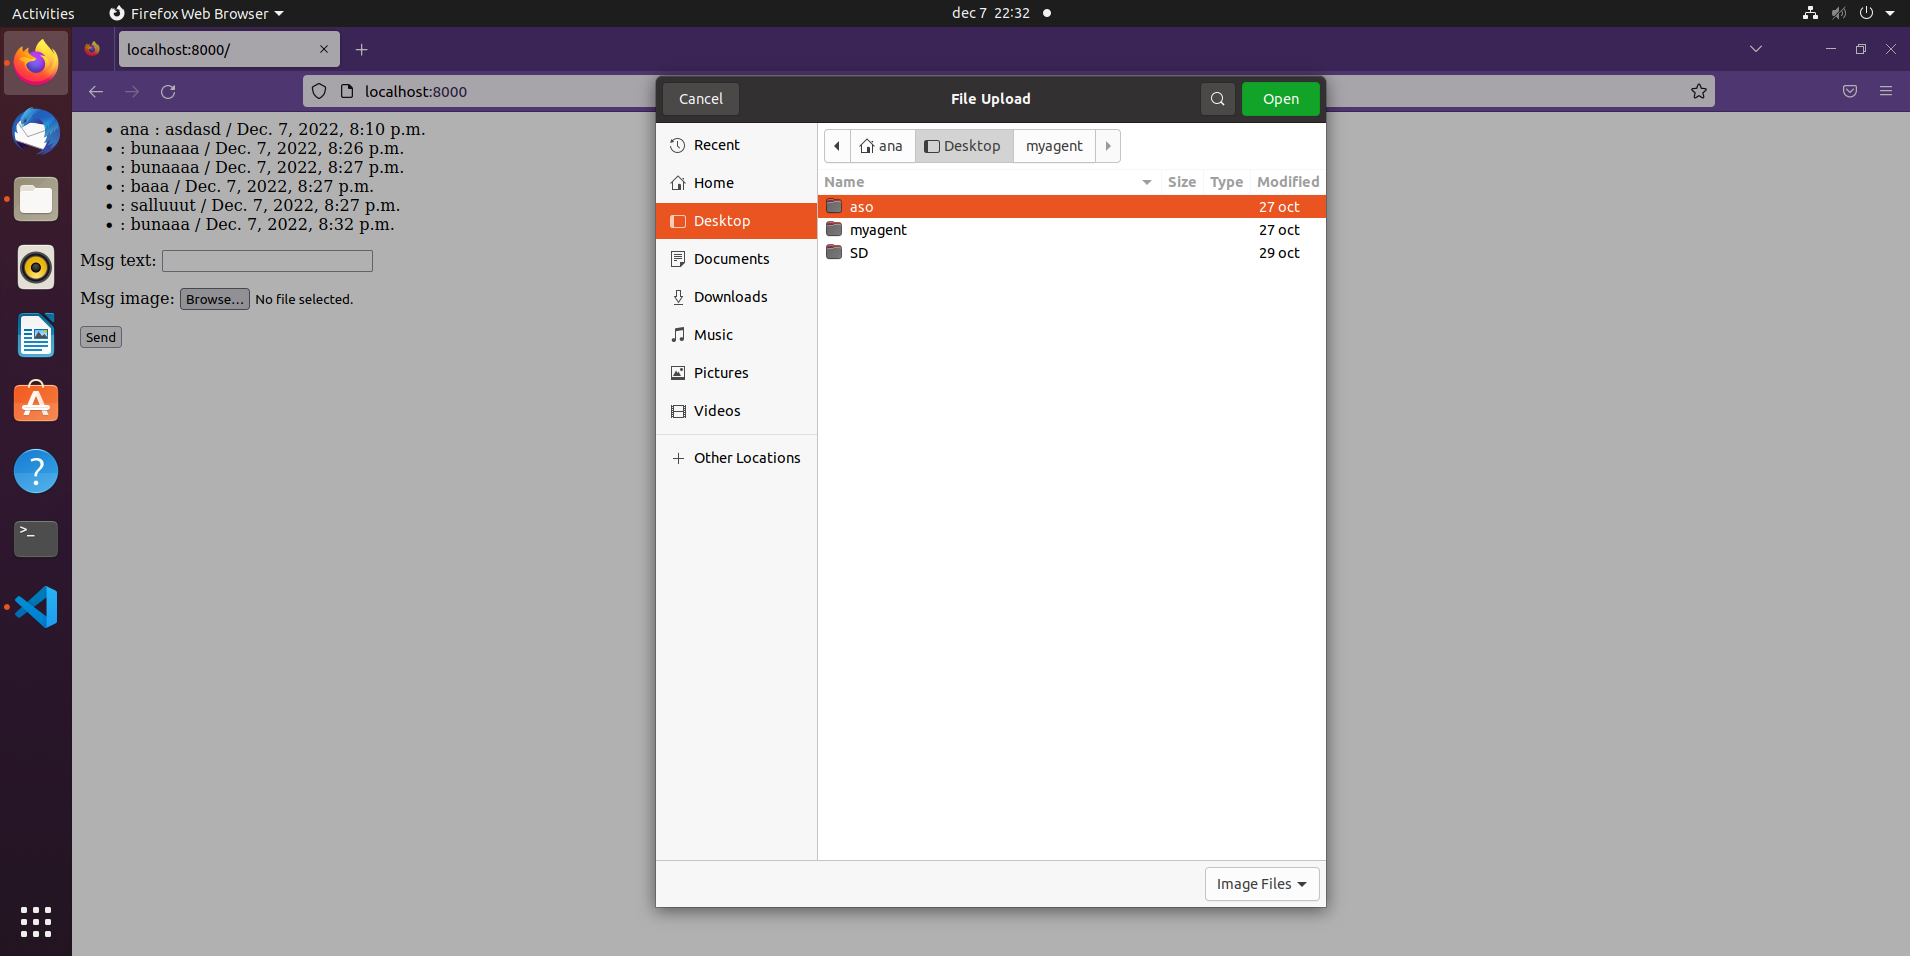 Activities
Firefox Web Browser
dec 7 22:32
localhost:8000/
localhost:8000
ana : asdasd / Dec. 7, 2022, 8:10 p.m.
: bunaaaa / Dec. 7, 2022, 8:26 p.m.
: bunaaaa / Dec. 7, 2022, 8:27 p.m.
: baaa / Dec. 7, 2022, 8:27 p.m.
: salluuut / Dec. 7, 2022, 8:27 p.m.
: bunaaa / Dec. 7, 2022, 8:32 p.m.
Msg text:
Msg image: Browse... No file selected.
Send
Cancel
File Upload
Open
Recent
Home
Desktop
Documents
Downloads
Music
Pictures
Videos
Other Locations
ana Desktop myagent
Name Size Type Modified
aso 27 oct
myagent 27 oct
SD 29 oct
Image Files